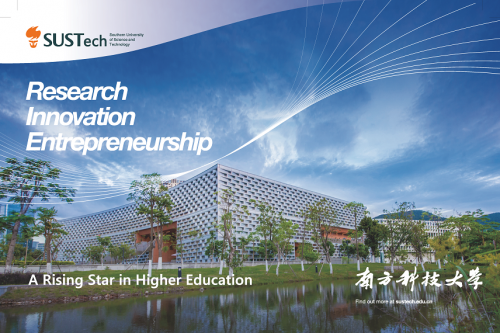 SUSTech
Southern University
of Science and
Technology
Research
Innovation
Entrepreneurship
A Rising Star in Higher Education
南方科技大学
Find out more at sustech.edu.cn